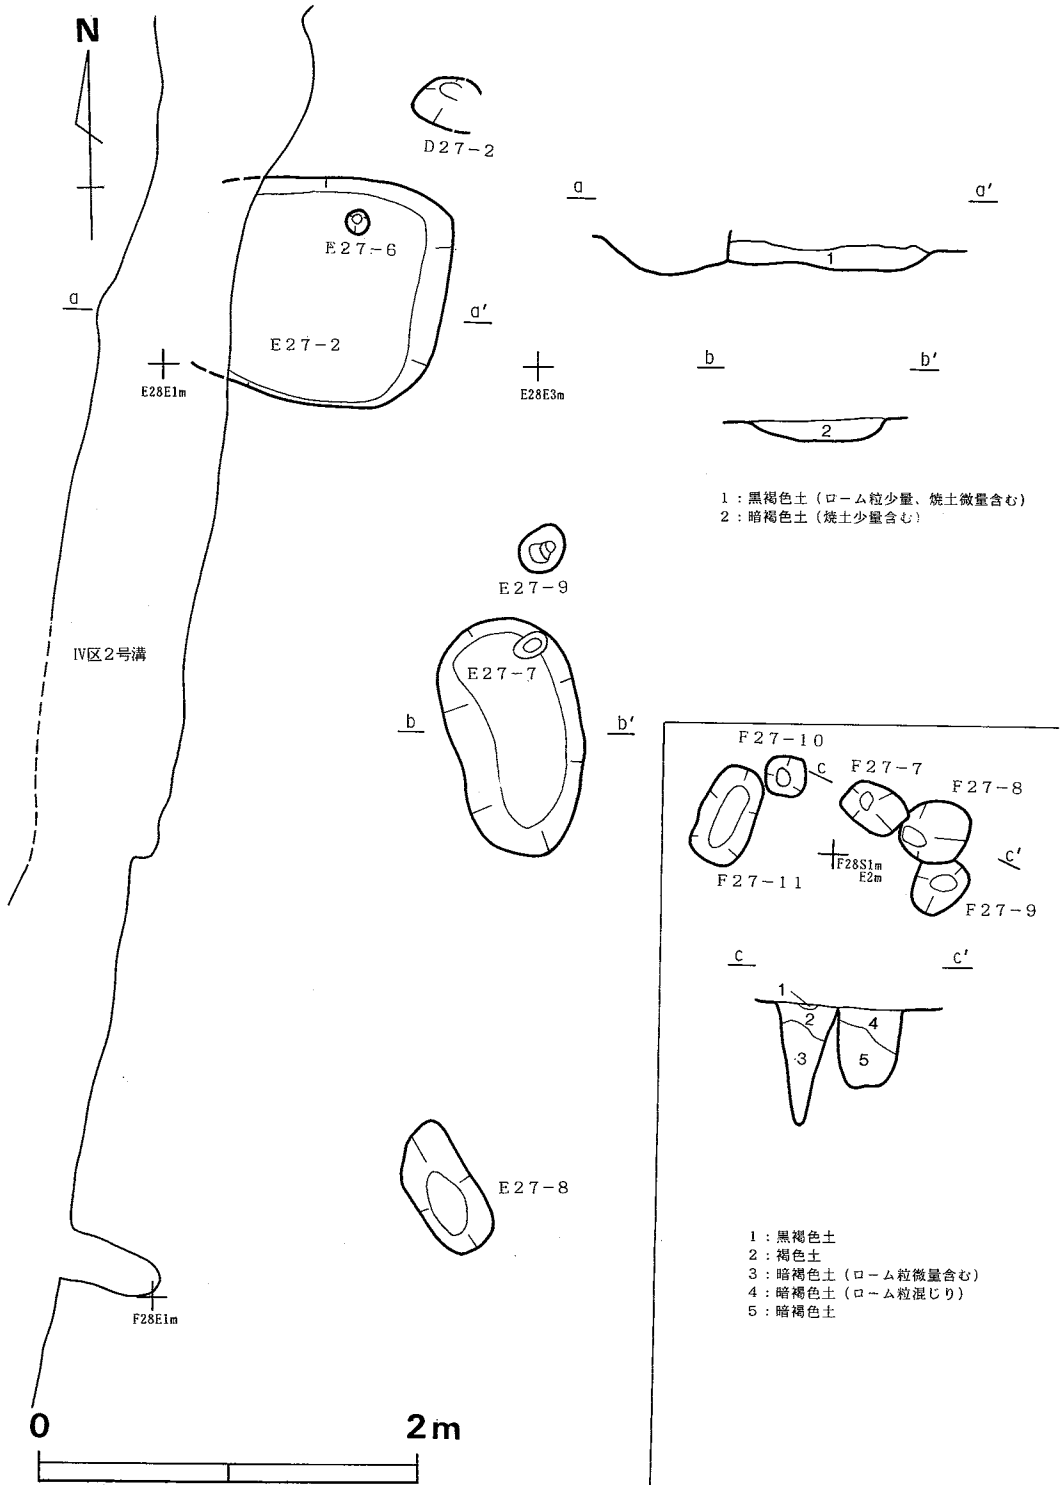 N
D27-2
E27-6
a
a'
E27-2
E28E1m
E28E3m
a
a'
b
b'
1
2
1：黒褐色土（ローム粒少量、焼土微量含む）
2：暗褐色土（焼土少量含む）
E27-9
E27-7
Ⅳ区2号溝
b
b'
F27-10
c
F27-7
F27-8
F28S1m
E2m
c'
F27-11
F27-9
c
c'
1
2
3
4
5
E27-8
1：黒褐色土
2：褐色土
3：暗褐色土（ローム粒微量含む）
4：暗褐色土（ローム粒混じり）
5：暗褐色土
F28E1m
0
2m